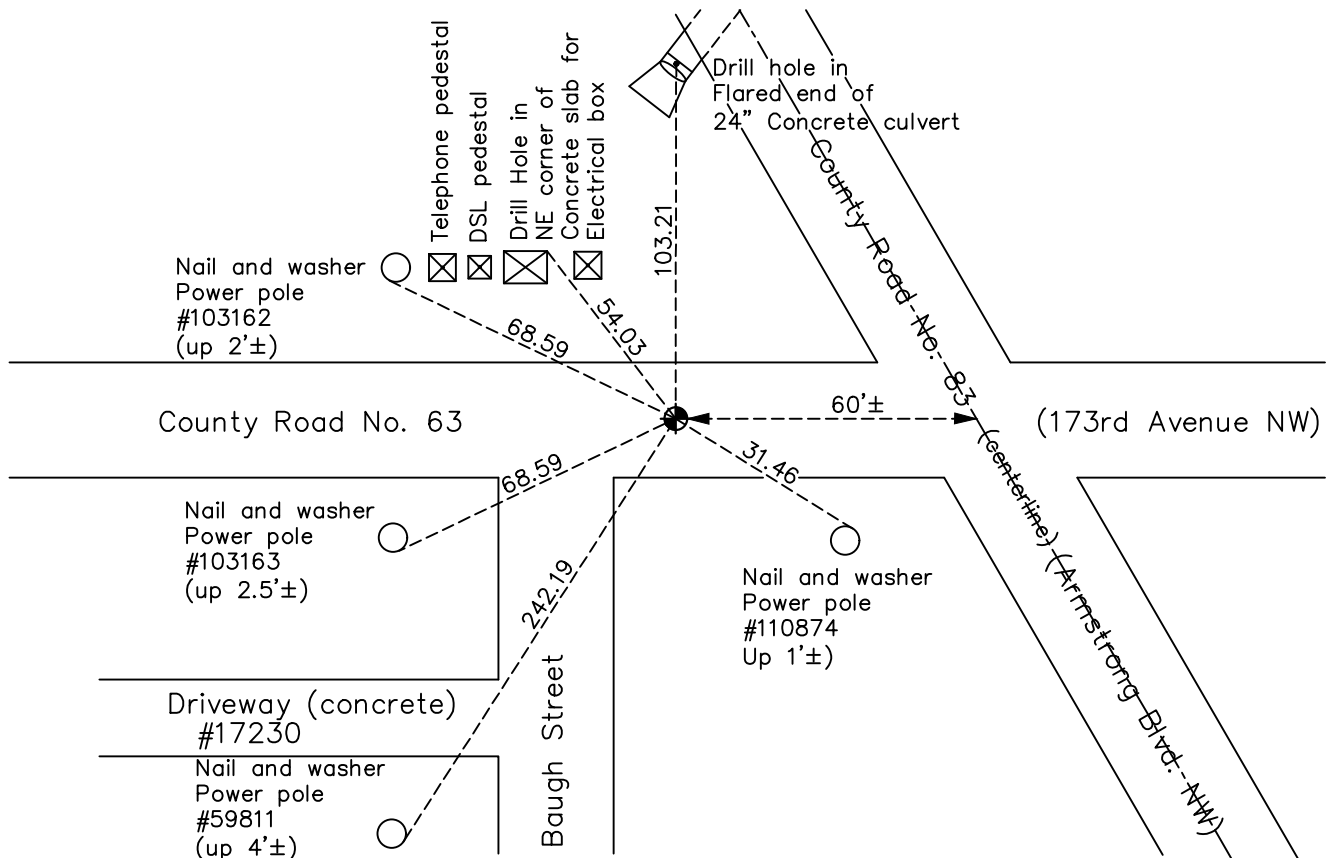 Telephone pedestal
DSL pedestal
Drill Hole in
NE corner of
Concrete slab for
Electrical box
Drill hole in
Flared end of
24" Concrete culvert
103.21
Nail and washer
Power pole
#103162
(up 2'±)
68.59
54.03
County Road No. 83 (centerline) (Armstrong Blvd. NW)
County Road No. 63
60'±
(173rd Avenue NW)
68.59
31.46
Nail and washer
Power pole
#103163
(up 2.5'±)
242.19
Nail and washer
Power pole
#110874
Up 1'±)
Driveway (concrete)
#17230
Baugh Street
Nail and washer
Power pole
#59811
(up 4'±)